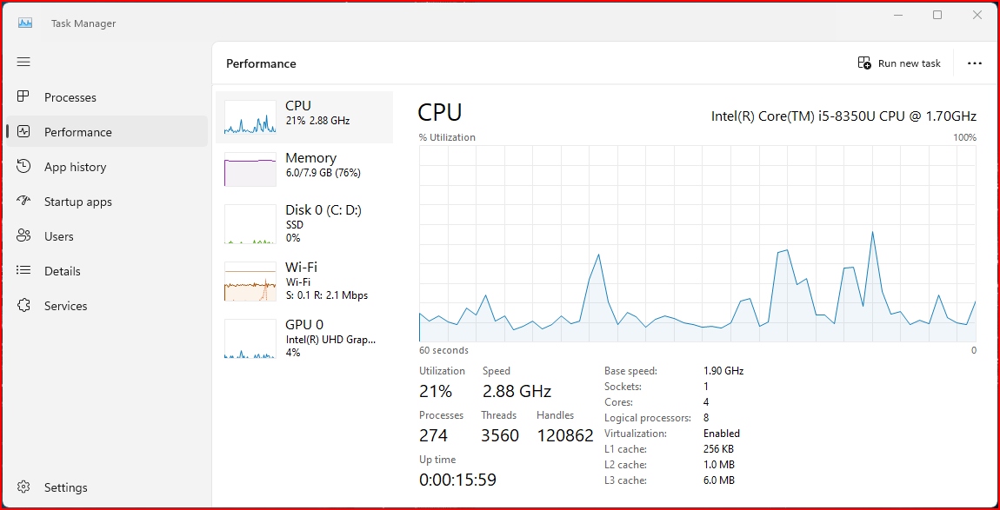 Task Manager
Performance
Run new task
Processes
Performance
App history
Startup apps
Users
Details
Services
Settings
CPU
21% 2.88 GHz
Memory
6.0/7.9 GB (76%)
Disk 0 (C: D:)
SSD
0%
Wi-Fi
Wi-Fi
S: 0.1 R: 2.1 Mbps
GPU 0
Intel(R) UHD Grap...
4%
CPU
Intel(R) Core(TM) i5-8350U CPU @ 1.70GHz
% Utilization
100%
60 seconds
0
Utilization
Speed
21%
2.88 GHz
Processes
Threads
Handles
274
3560
120862
Up time
0:00:15:59
Base speed: 1.90 GHz
Sockets: 1
Cores: 4
Logical processors: 8
Virtualization: Enabled
L1 cache: 256 KB
L2 cache: 1.0 MB
L3 cache: 6.0 MB